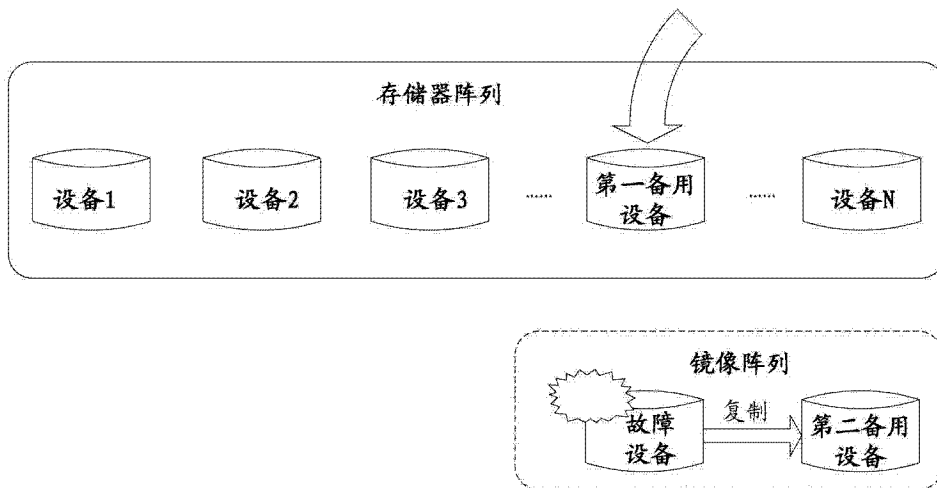 存储器阵列
设备1
设备2
设备3
……
第一备用
设备
……
设备N
镜像阵列
故障
设备
复制
第二备用
设备